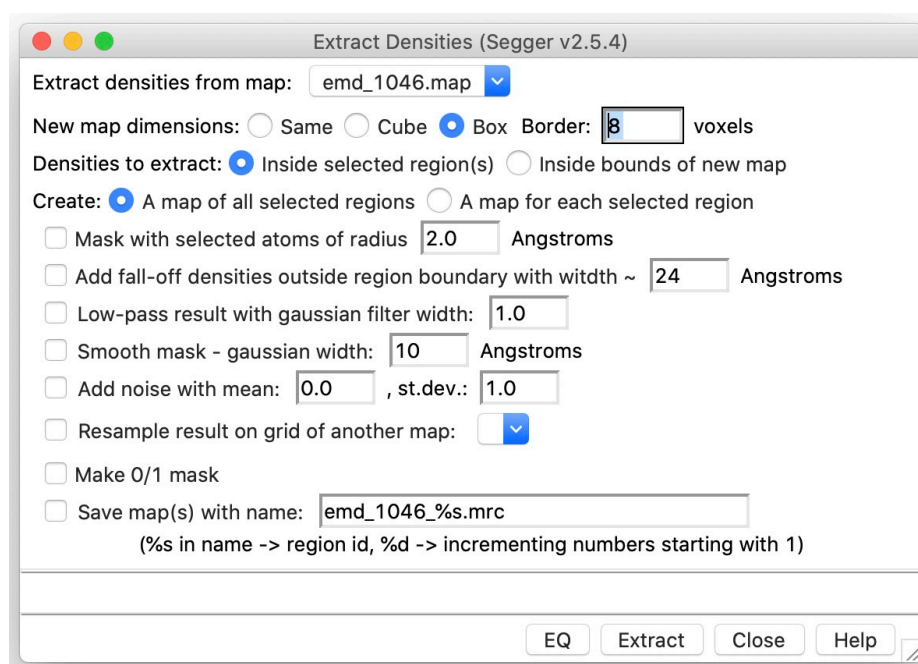 Extract Densities (Segger v2.5.4)
Extract densities from map: emd_1046.map
New map dimensions: Same Cube Box Border: 8 voxels
Densities to extract: Inside selected region(s) Inside bounds of new map
Create: A map of all selected regions A map for each selected region
Mask with selected atoms of radius 2.0 Angstroms
Add fall-off densities outside region boundary with witdth ~ 24 Angstroms
Low-pass result with gaussian filter width: 1.0
Smooth mask - gaussian width: 10 Angstroms
Add noise with mean: 0.0 , st.dev.: 1.0
Resample result on grid of another map:
Make 0/1 mask
Save map(s) with name: emd_1046_%s.mrc
(%s in name -> region id, %d -> incrementing numbers starting with 1)
EQ Extract Close Help